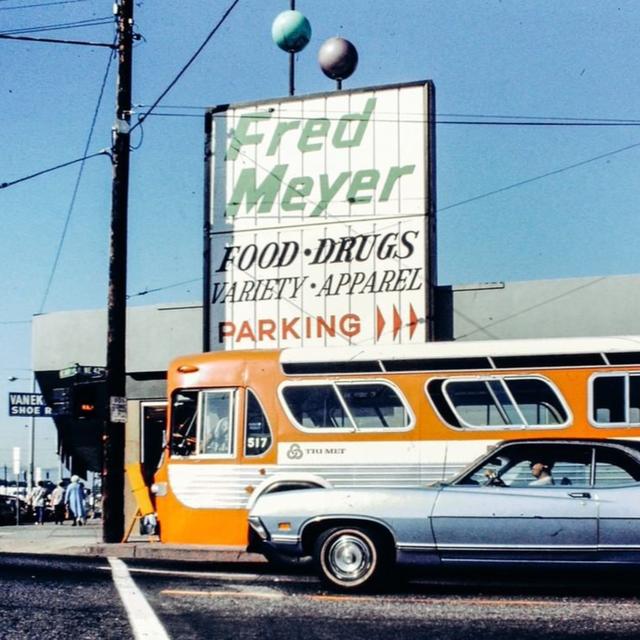 Fred
Meyer
FOOD • DRUGS
VARIETY • APPAREL
PARKING
VANEK
SHOE R
517
TRI-MET